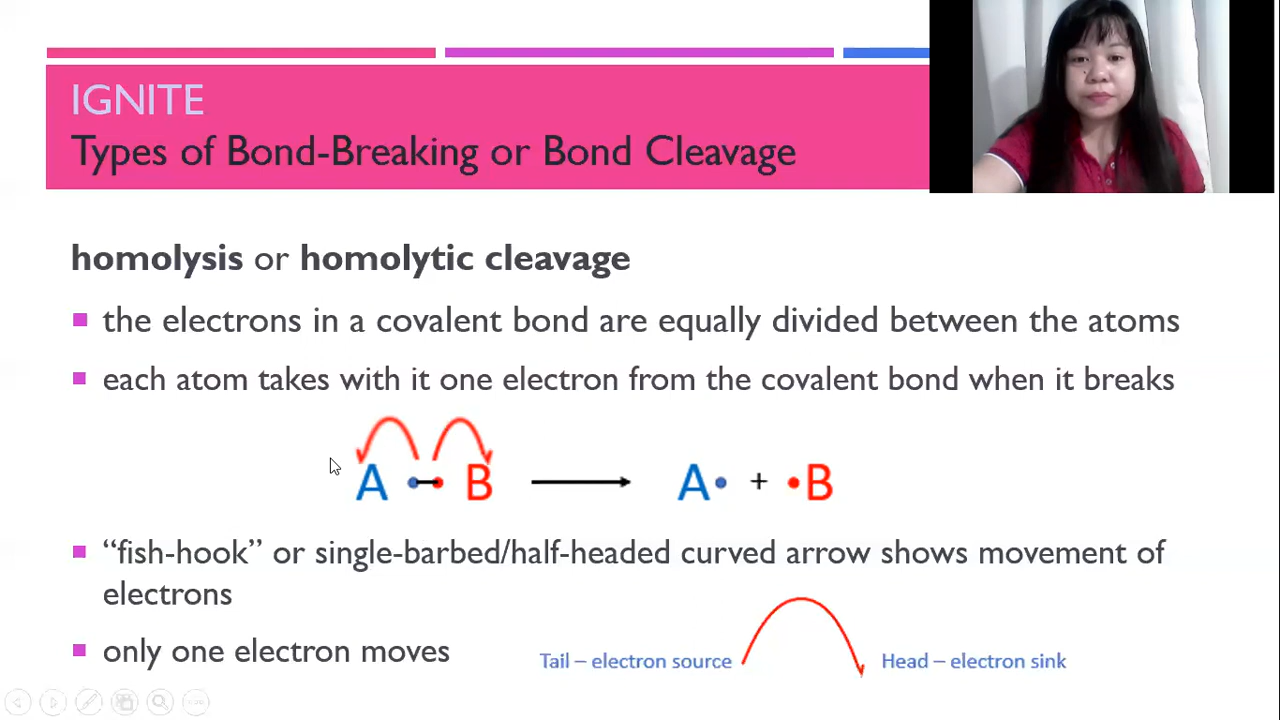 IGNITE
Types of Bond-Breaking or Bond Cleavage
homolysis or homolytic cleavage
the electrons in a covalent bond are equally divided between the atoms
each atom takes with it one electron from the covalent bond when it breaks
A B A• + •B
“fish-hook” or single-barbed/half-headed curved arrow shows movement of
electrons
only one electron moves
Tail – electron source
Head – electron sink